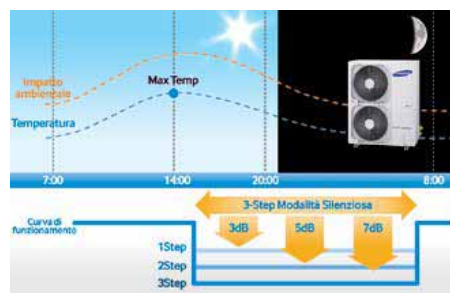 Impatto
ambientale
Max Temp
Temperatura
SAMSUNG
7:00
14:00
20:00
8:00
3-Step Modalità Silenziosa
Curva di
funzionamento
3dB
5dB
7dB
1Step
2Step
3Step